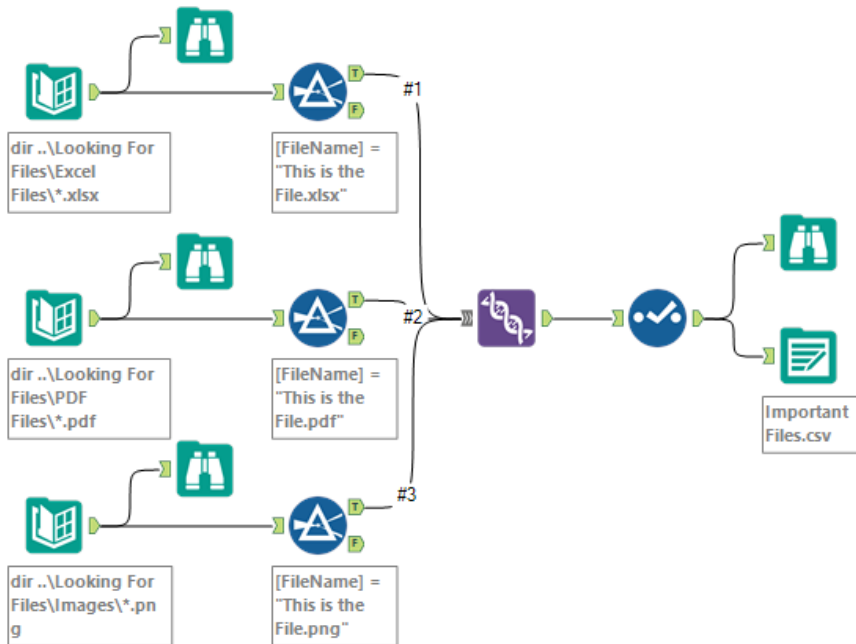 T
#1
F
dir ..\Looking For
Files\Excel
Files\*.xlsx
[FileName] =
"This is the
File.xlsx"
T
#2
F
dir ..\Looking For
Files\PDF
Files\*.pdf
[FileName] =
"This is the
File.pdf"
Important
Files.csv
T
#3
F
dir ..\Looking For
Files\Images\*.pn
g
[FileName] =
"This is the
File.png"